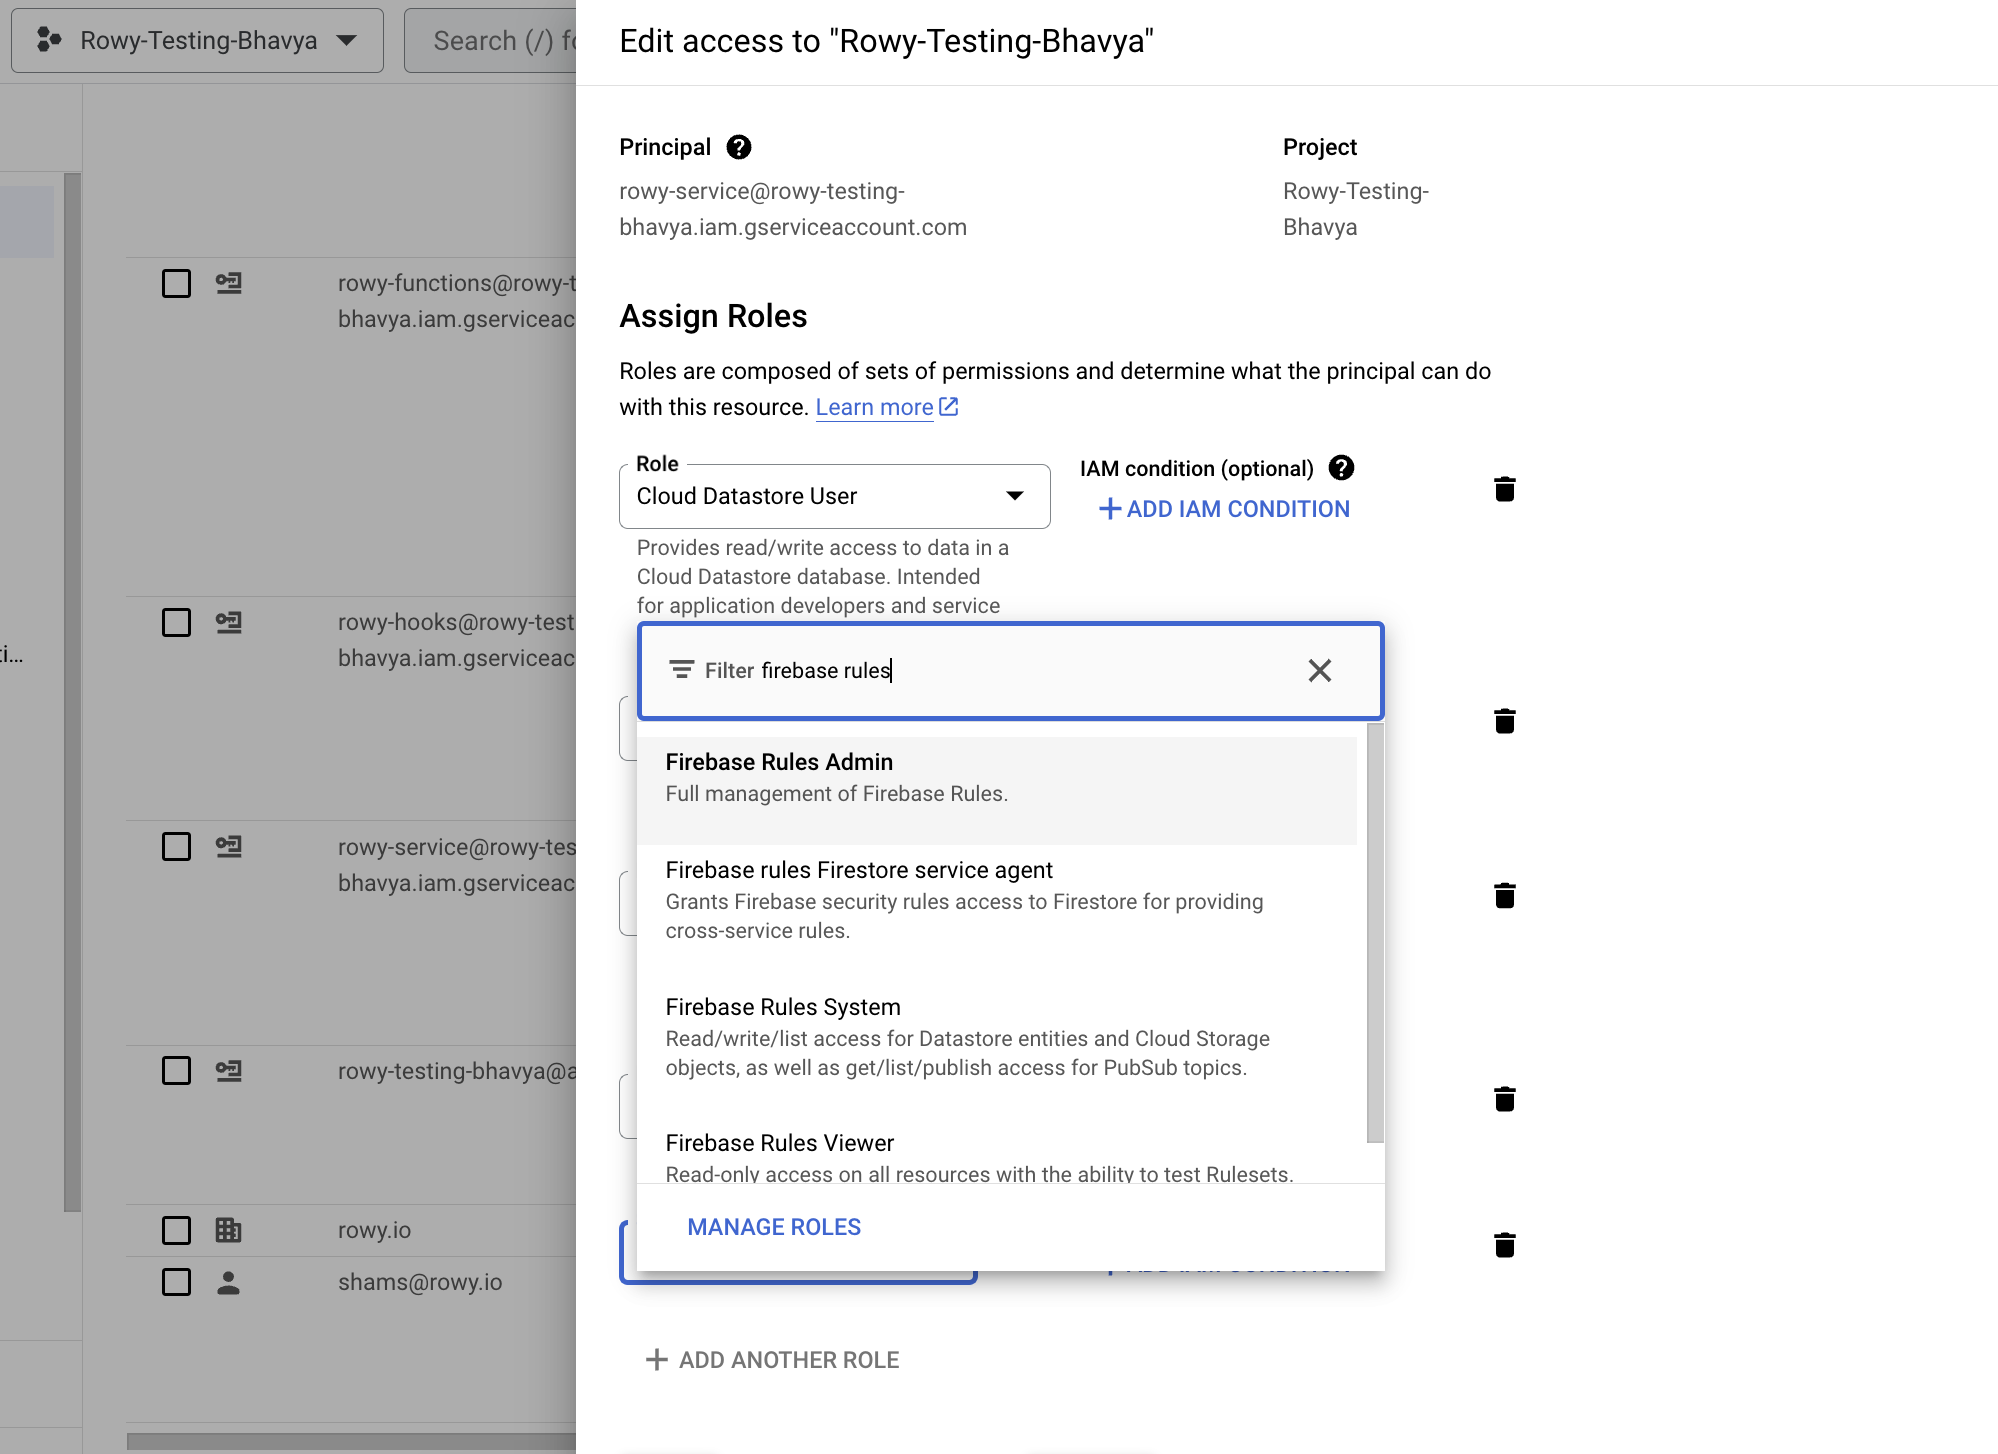 Rowy-Testing-Bhavya
Search (/) fo
Edit access to "Rowy-Testing-Bhavya"
Principal
Project
rowy-service@rowy-testing-
bhavya.iam.gserviceaccount.com
Rowy-Testing-
Bhavya
rowy-functions@rowy-t
bhavya.iam.gserviceac
Assign Roles
Roles are composed of sets of permissions and determine what the principal can do
with this resource. Learn more
Role
Cloud Datastore User
IAM condition (optional)
+ ADD IAM CONDITION
Provides read/write access to data in a
Cloud Datastore database. Intended
for application developers and service
rowy-hooks@rowy-test
bhavya.iam.gserviceac
ti...
Filter firebase rules
Firebase Rules Admin
Full management of Firebase Rules.
Firebase rules Firestore service agent
Grants Firebase security rules access to Firestore for providing
cross-service rules.
Firebase Rules System
Read/write/list access for Datastore entities and Cloud Storage
objects, as well as get/list/publish access for PubSub topics.
Firebase Rules Viewer
Read-only access on all resources with the ability to test Rulesets.
MANAGE ROLES
rowy-service@rowy-tes
bhavya.iam.gserviceac
rowy-testing-bhavya@a
rowy.io
shams@rowy.io
+ ADD ANOTHER ROLE